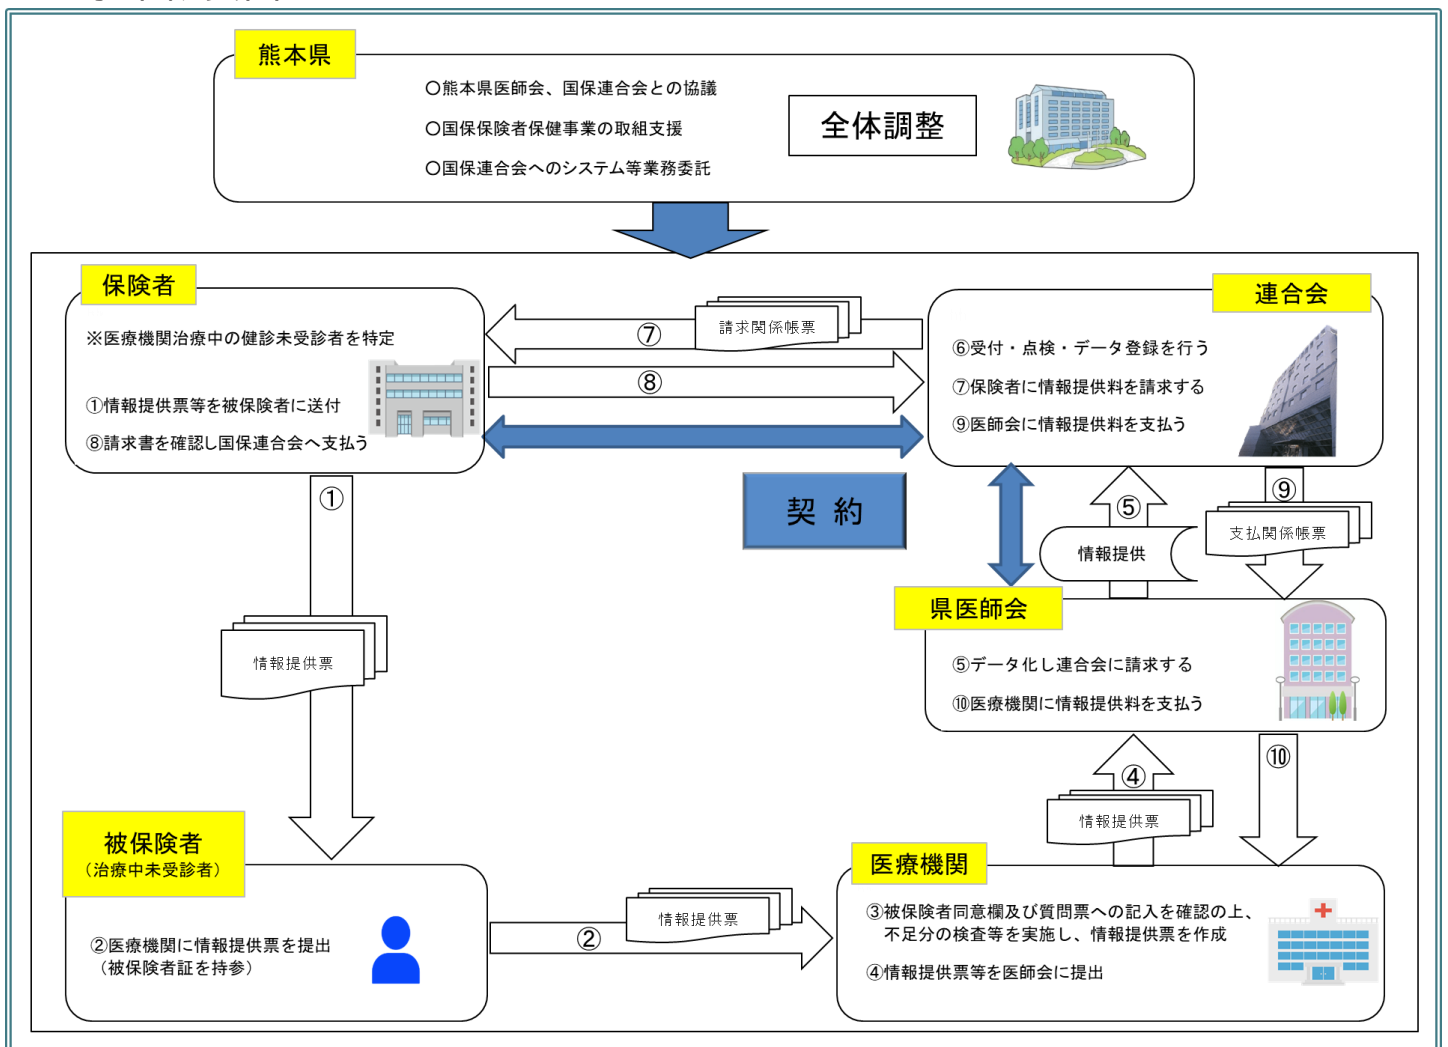 熊本県
〇熊本県医師会、国保連合会との協議
〇国保保険者保健事業の取組支援
〇国保連合会へのシステム等業務委託
全体調整
保険者
※医療機関治療中の健診未受診者を特定
①情報提供票等を被保険者に送付
⑧請求書を確認し国保連合会へ支払う
⑦
請求関係帳票
⑧
連合会
⑥受付・点検・データ登録を行う
⑦保険者に情報提供料を請求する
⑨医師会に情報提供料を支払う
契 約
①
情報提供票
⑤
情報提供
⑨
支払関係帳票
県医師会
⑤データ化し連合会に請求する
⑩医療機関に情報提供料を支払う
④
情報提供票
⑩
被保険者
（治療中未受診者）
②医療機関に情報提供票を提出
（被保険者証を持参）
②
情報提供票
医療機関
③被保険者同意欄及び質問票への記入を確認の上、
不足分の検査等を実施し、情報提供票を作成
④情報提供票等を医師会に提出